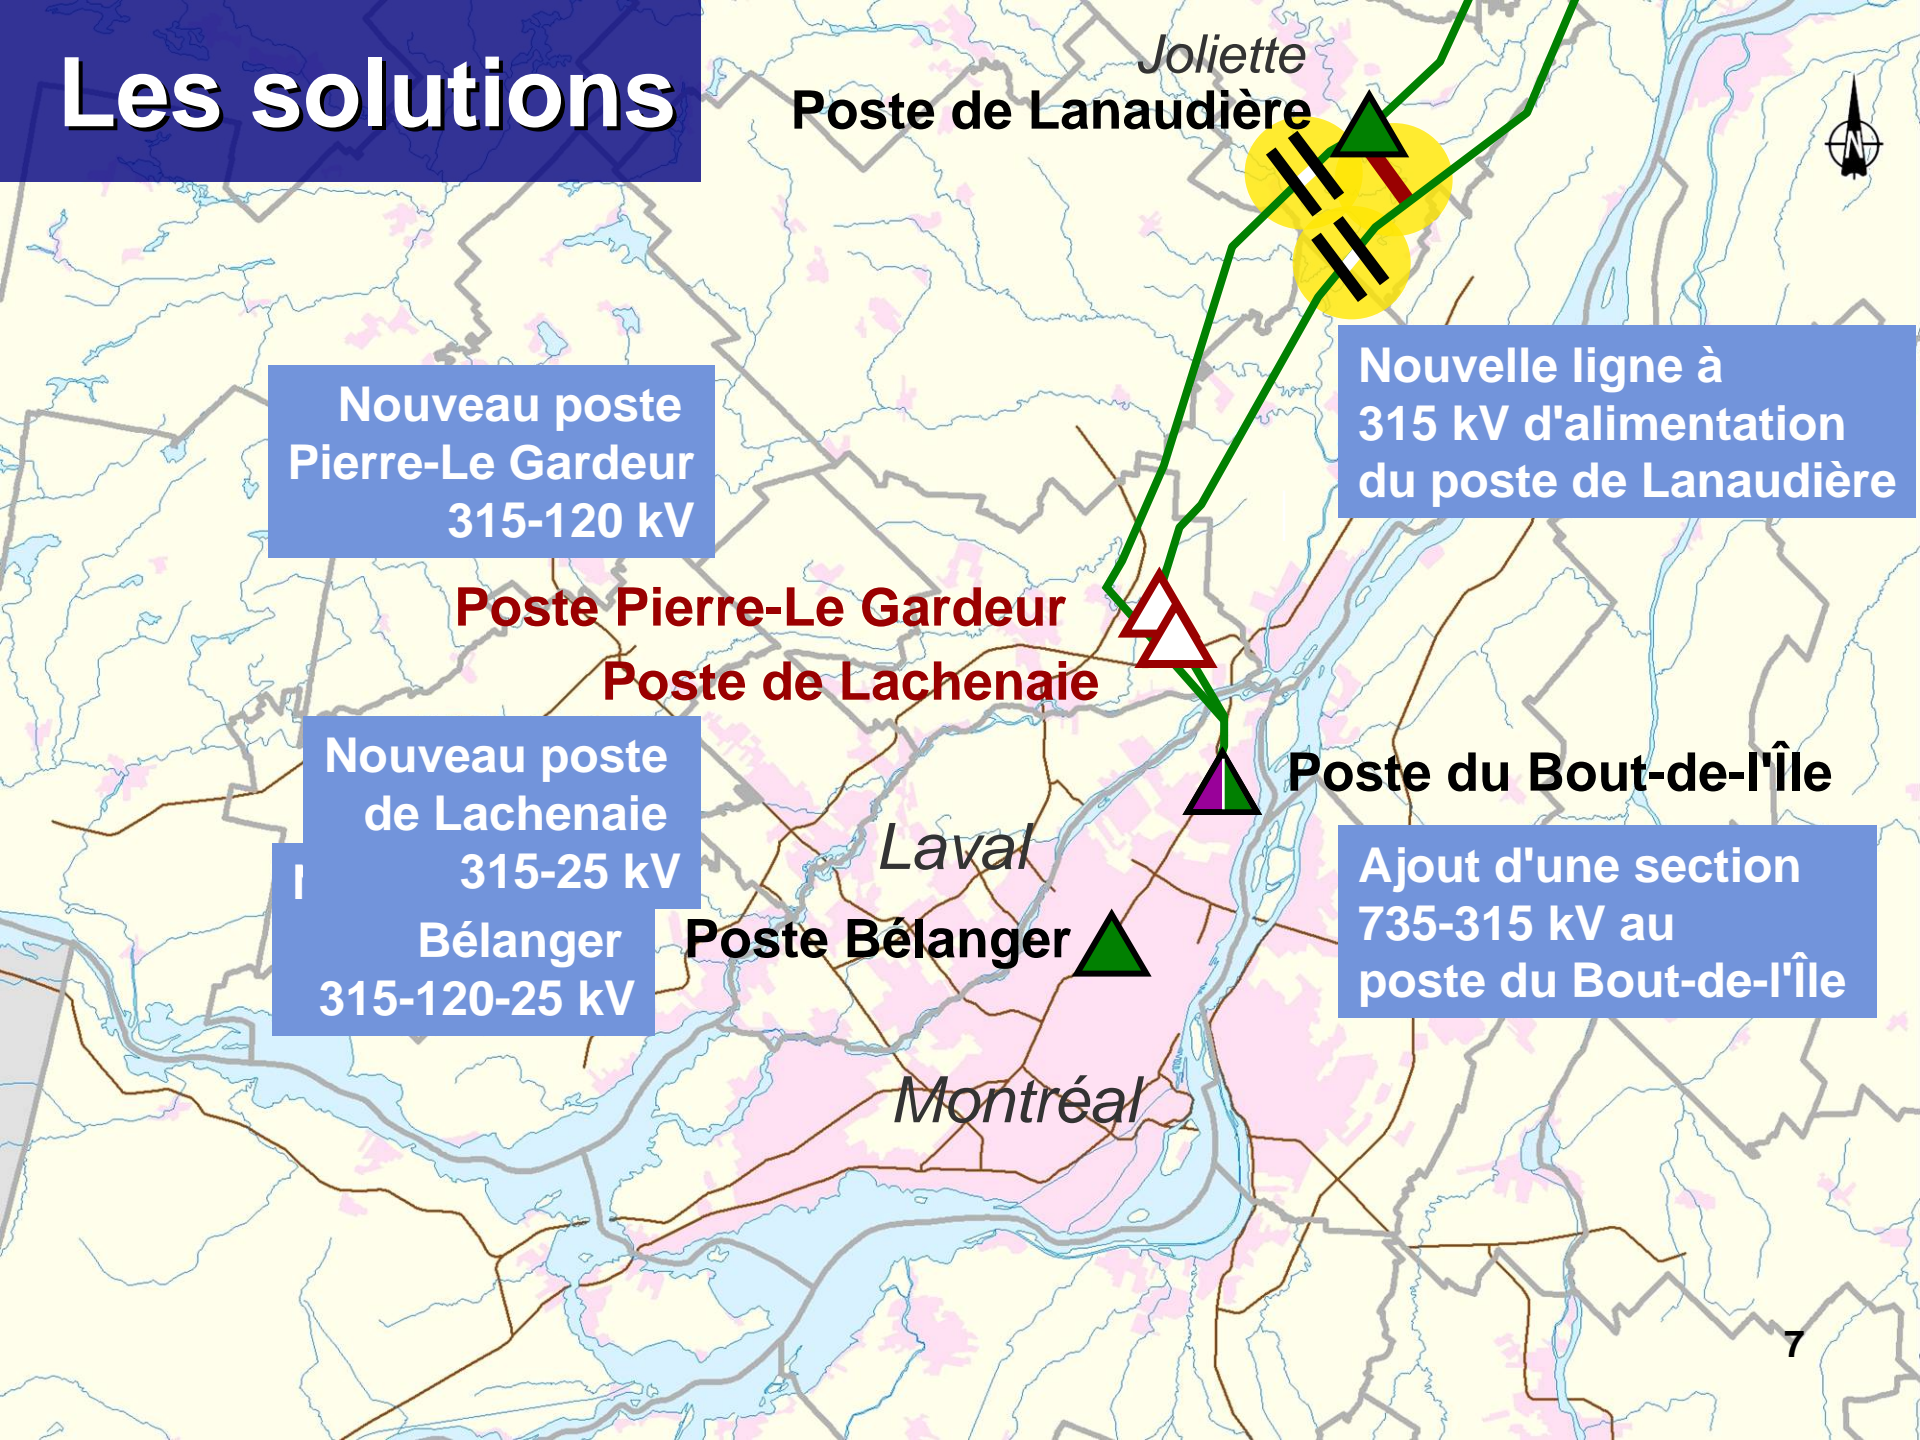 Les solutions
Joliette
Poste de Lanaudière
N
Nouvelle ligne à
315 kV d'alimentation
du poste de Lanaudière
Nouveau poste
Pierre-Le Gardeur
315-120 kV
Poste Pierre-Le Gardeur
Poste de Lachenaie
Nouveau poste
de Lachenaie
315-25 kV
Poste du Bout-de-l'Île
Laval
Ajout d'une section
735-315 kV au
poste du Bout-de-l'Île
Bélanger
315-120-25 kV
Poste Bélanger
Montréal
7